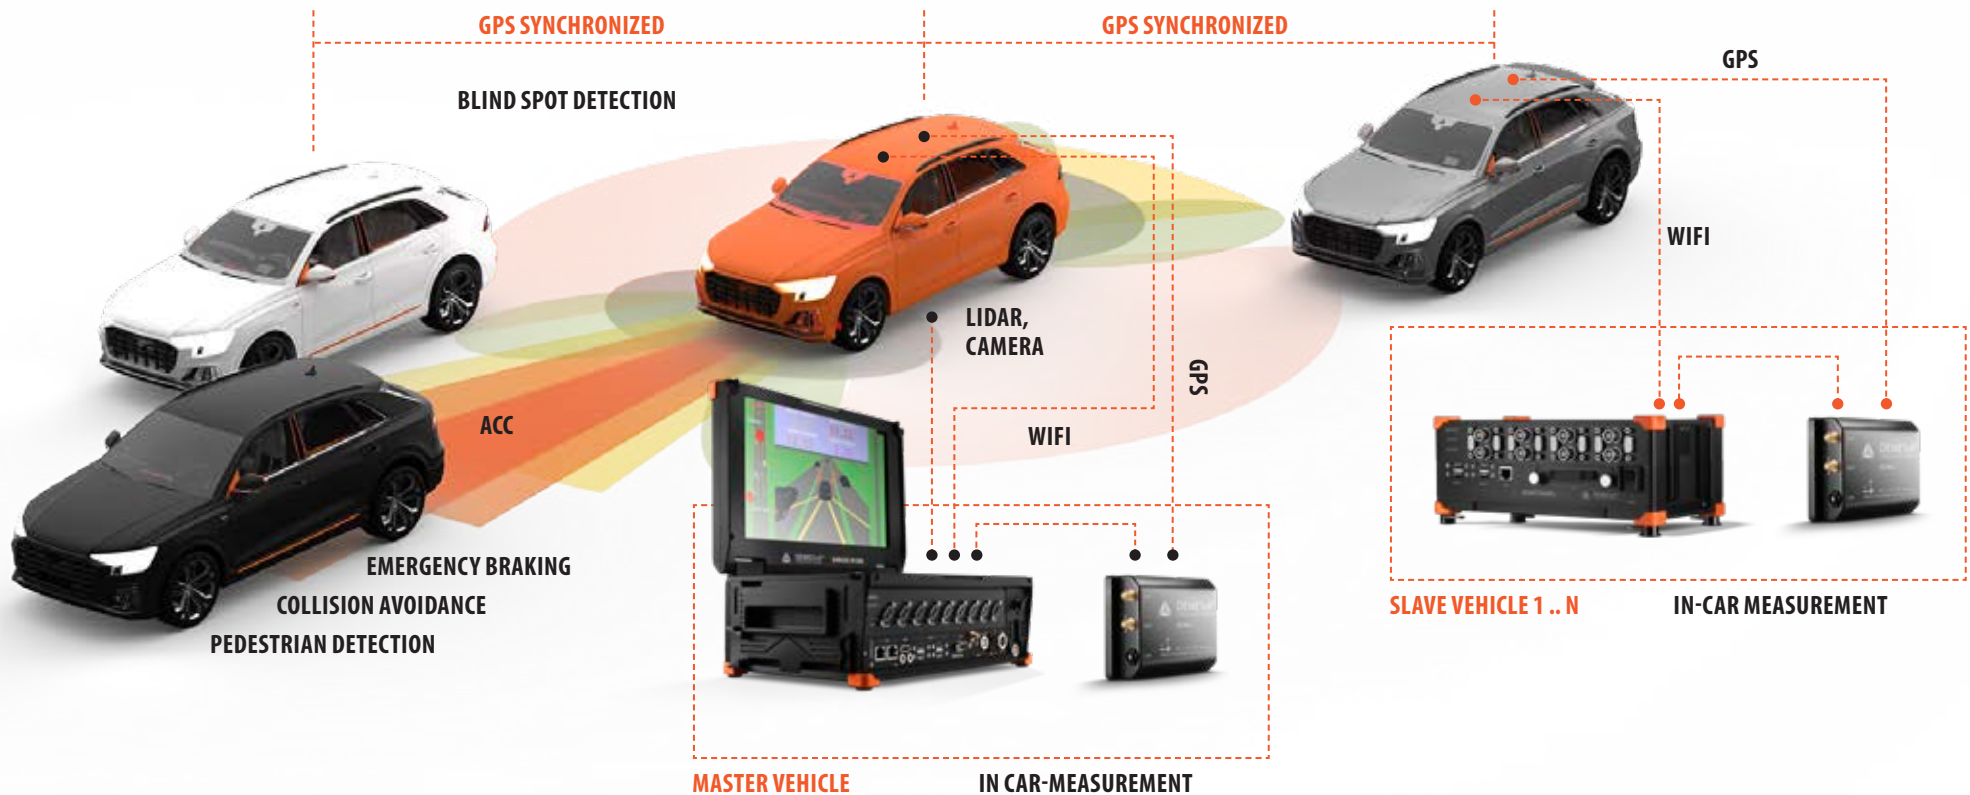 GPS SYNCHRONIZED
GPS SYNCHRONIZED
GPS
BLIND SPOT DETECTION
WIFI
LIDAR,
CAMERA
GPS
ACC
WIFI
EMERGENCY BRAKING
COLLISION AVOIDANCE
PEDESTRIAN DETECTION
SLAVE VEHICLE 1 .. N
IN-CAR MEASUREMENT
MASTER VEHICLE
IN CAR-MEASUREMENT